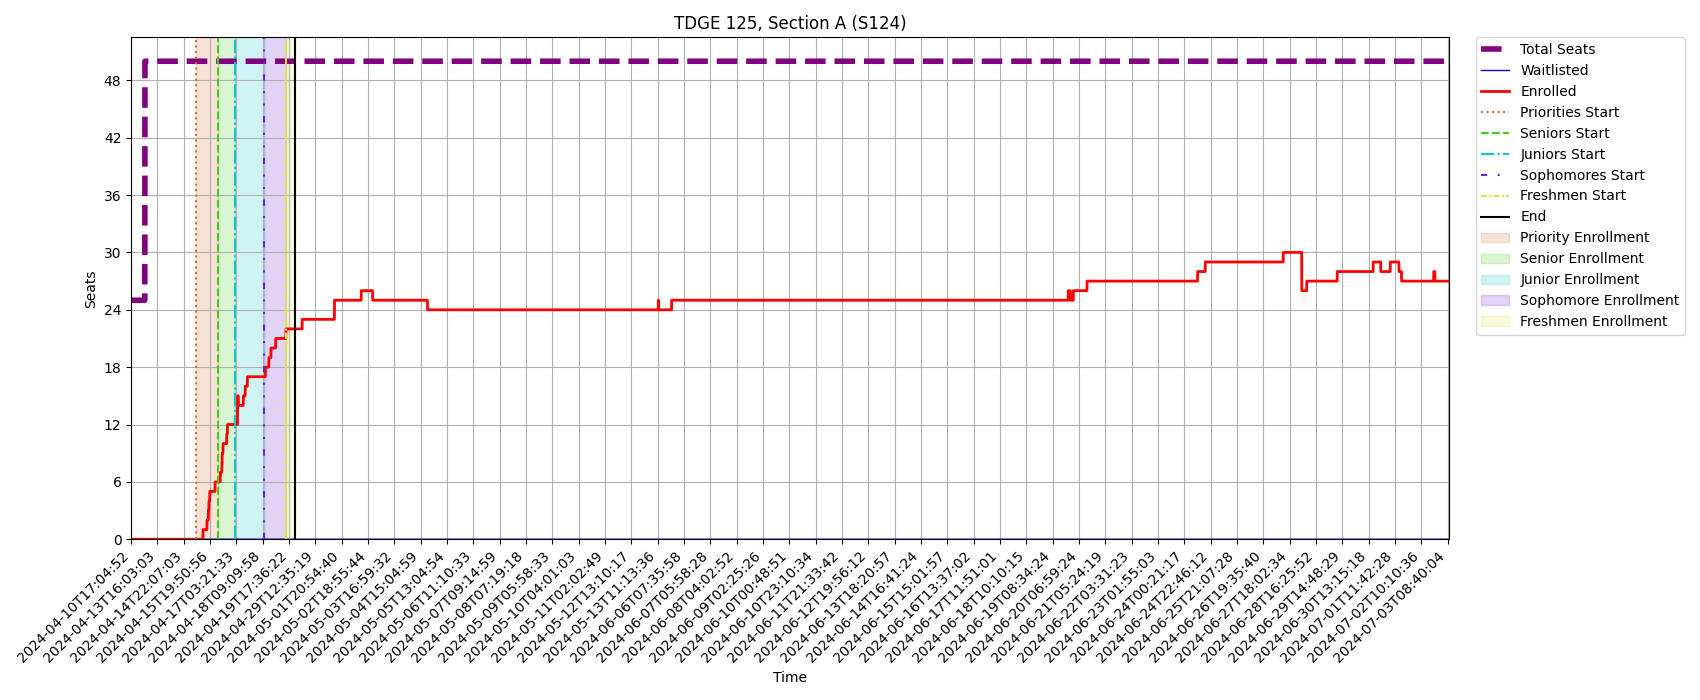 TDGE 125, Section A (S124)
Seats
48
42
36
30
24
18
12
6
0
2024-04-10T17:04:52
2024-04-13T16:03:03
2024-04-14T22:07:03
2024-04-15T19:50:56
2024-04-17T03:21:33
2024-04-18T09:09:58
2024-04-19T17:36:22
2024-04-29T12:35:19
2024-05-01T20:54:40
2024-05-02T18:55:44
2024-05-03T16:59:32
2024-05-04T15:04:59
2024-05-05T13:04:54
2024-05-06T11:10:33
2024-05-07T09:14:59
2024-05-08T07:19:18
2024-05-09T05:58:33
2024-05-10T04:01:03
2024-05-11T02:02:49
2024-05-12T13:10:17
2024-05-13T11:13:36
2024-06-06T07:35:58
2024-06-07T05:58:28
2024-06-08T04:02:52
2024-06-09T02:25:26
2024-06-10T00:48:51
2024-06-10T23:10:34
2024-06-11T21:33:42
2024-06-12T19:56:12
2024-06-13T18:20:57
2024-06-14T16:41:24
2024-06-15T15:01:57
2024-06-16T13:37:02
2024-06-17T11:51:01
2024-06-18T10:10:15
2024-06-19T08:34:24
2024-06-20T06:59:24
2024-06-21T05:24:19
2024-06-22T03:31:23
2024-06-23T01:55:03
2024-06-24T00:21:17
2024-06-24T22:46:12
2024-06-25T21:07:28
2024-06-26T19:35:40
2024-06-27T18:02:34
2024-06-28T16:25:52
2024-06-29T14:48:29
2024-06-30T13:15:18
2024-07-01T11:42:28
2024-07-02T10:10:36
2024-07-03T08:40:04
Time
Total Seats
Waitlisted
Enrolled
Priorities Start
Seniors Start
Juniors Start
Sophomores Start
Freshmen Start
End
Priority Enrollment
Senior Enrollment
Junior Enrollment
Sophomore Enrollment
Freshmen Enrollment